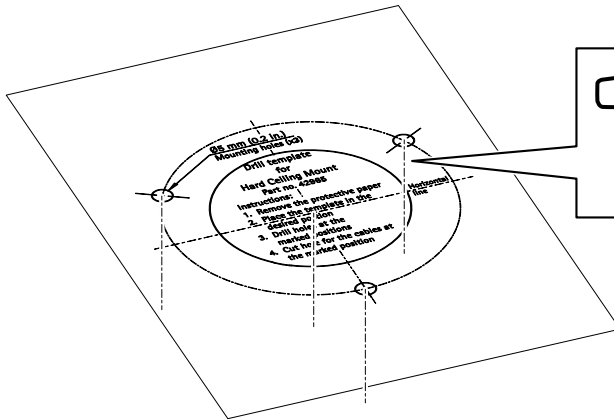 Ø5 mm (0.2 in.)
Mounting holes (x3)
Drill template
for
Hard Ceiling Mount
Part no. 42985
Instructions:
1. Remove the protective paper
2. Place the template in the
desired position
3. Drill holes at the
marked positions
4. Cut hole for the cables at
the marked position
Horizontal
line